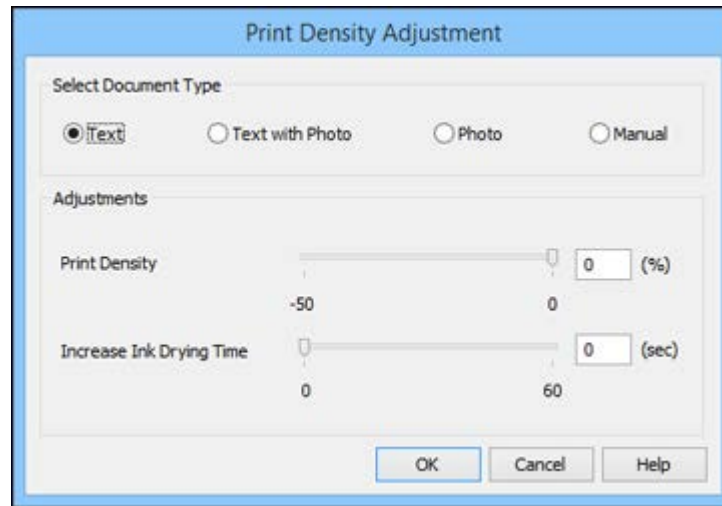 Print Density Adjustment
Select Document Type
Text Text with Photo Photo Manual
Adjustments
Print Density 0 (%)
-50 0
Increase Ink Drying Time 0 (sec)
0 60
OK Cancel Help